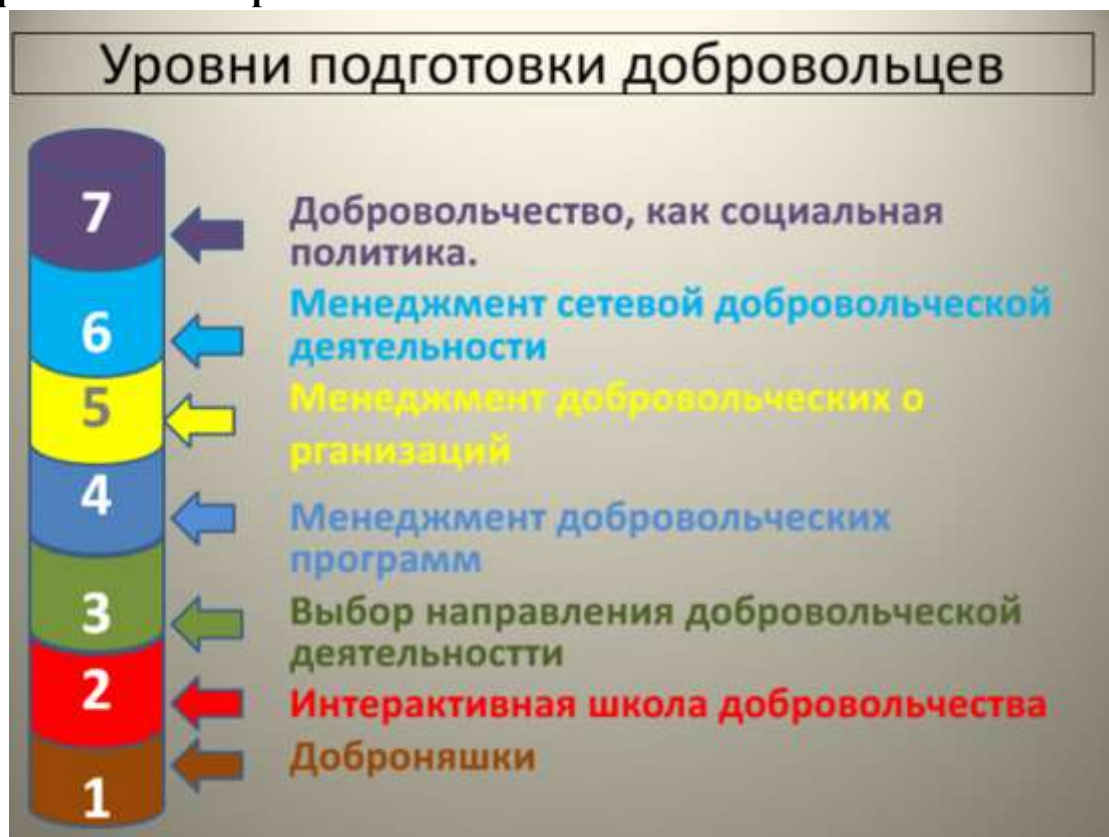 Уровни подготовки добровольцев
7
Добровольчество, как социальная
политика.
6
Менеджмент сетевой добровольческой
деятельности
5
Менеджмент добровольческих о
рганизаций
4
Менеджмент добровольческих
программ
3
Выбор направления добровольческой
деятельностти
2
Интерактивная школа добровольчества
Доброняшки
1